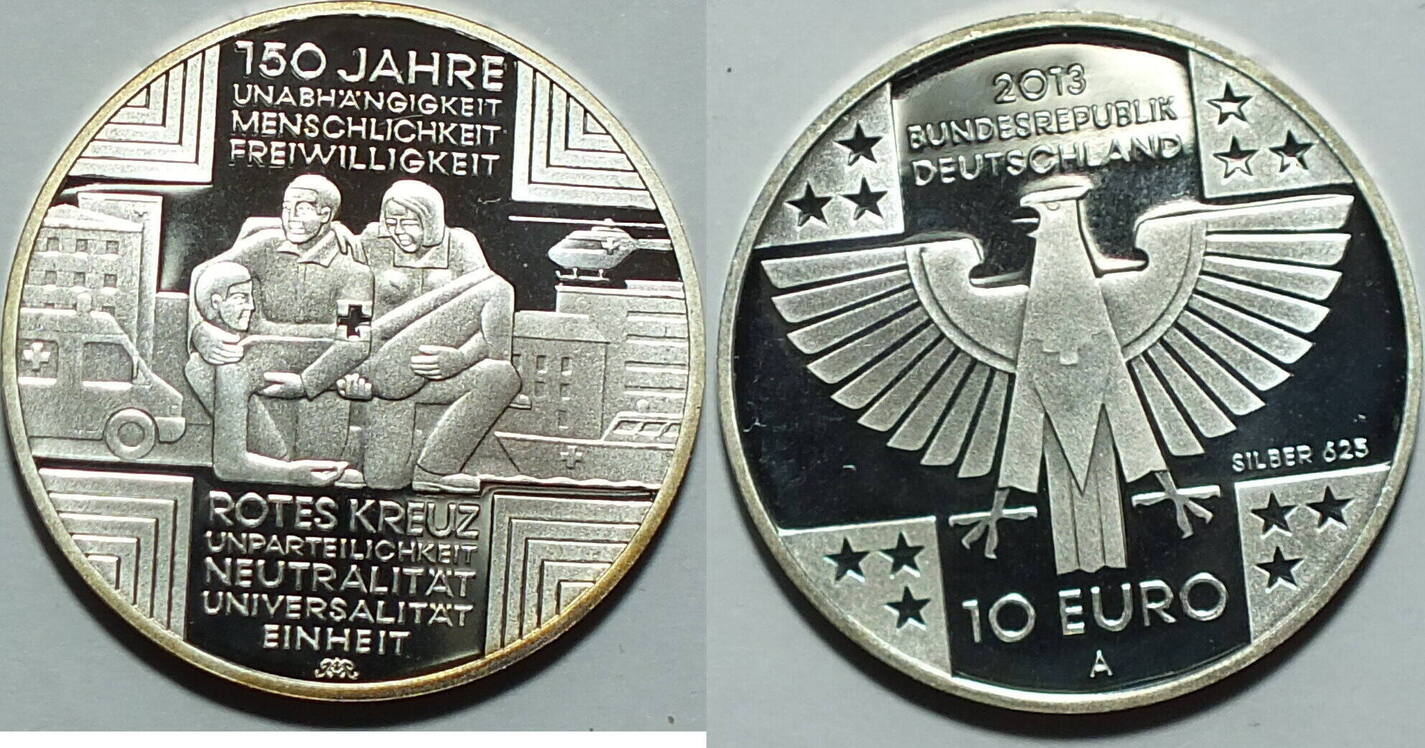 150 JAHRE
UNABHÄNGIGKEIT
MENSCHLICHKEIT
FREIWILLIGKEIT
ROTES KREUZ
UNPARTEILICHKEIT
NEUTRALITÄT
UNIVERSALITÄT
EINHEIT
2013
BUNDESREPUBLIK
DEUTSCHLAND
SILBER 625
10 EURO
A